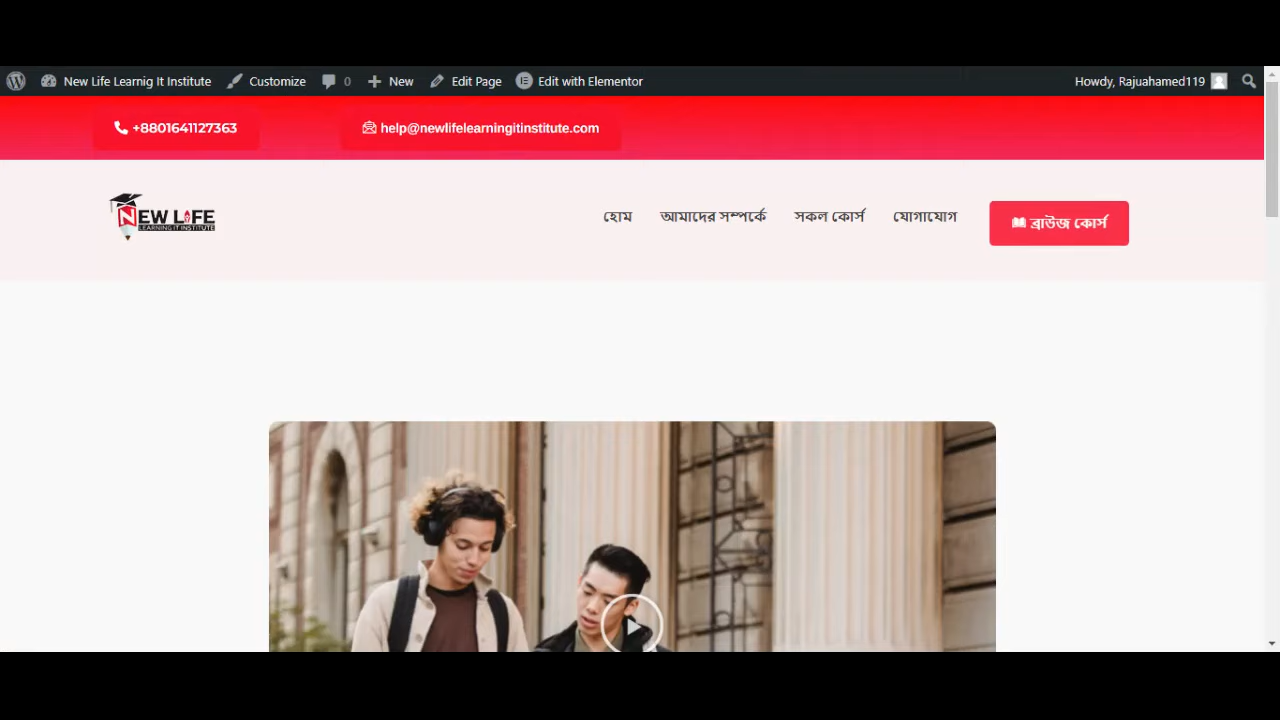 New Life Learnig It Institute Customize 0 New Edit Page Edit with Elementor Howdy, Rajuahamed119
+8801641127363 help@newlifelearningitinstitute.com
NEW LIFE
LEARNING IT INSTITUTE
হোম আমাদের সম্পর্কে সকল কোর্স যোগাযোগ ব্রাউজ কোর্স